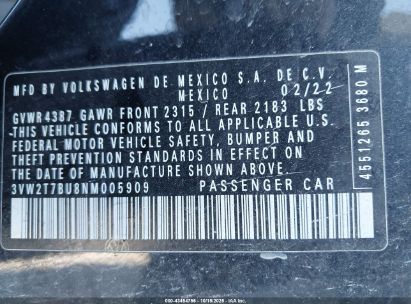 MFD BY VOLKSWAGEN DE MEXICO S.A. DE C.V.
MEXICO 02/22
GVWR 4387 GAWR FRONT 2315 / REAR 2183 LBS
THIS VEHICLE CONFORMS TO ALL APPLICABLE U.S.
FEDERAL MOTOR VEHICLE SAFETY, BUMPER AND
THEFT PREVENTION STANDARDS IN EFFECT ON
THE DATE OF MANUFACTURE SHOWN ABOVE.
3VW2T7BU8NM005909 PASSENGER CAR
4551265 3680 M